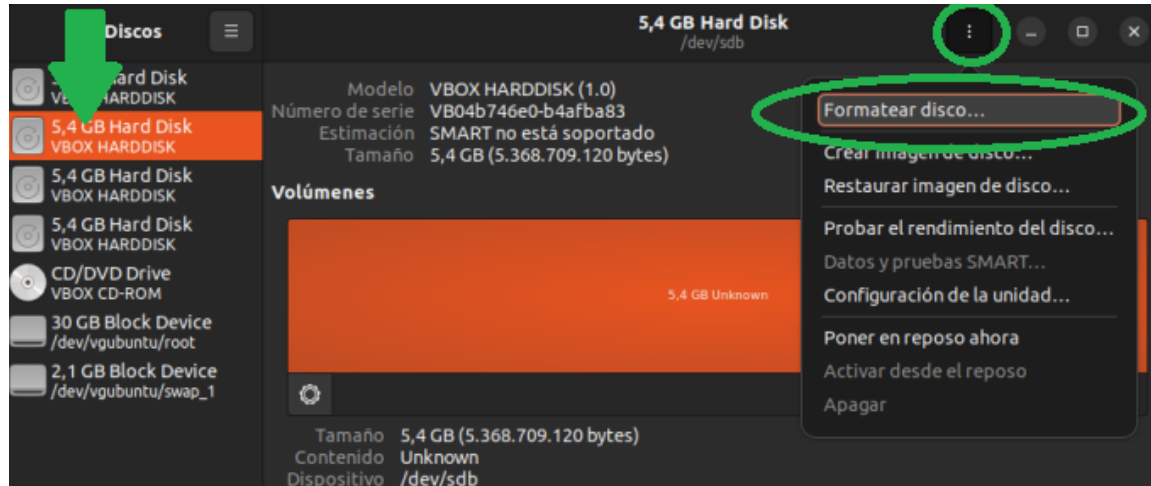 Discos
5,4 GB Hard Disk
/dev/sdb
ard Disk
HARDDISK
5,4 GB Hard Disk
VBOX HARDDISK
5,4 GB Hard Disk
VBOX HARDDISK
5,4 GB Hard Disk
VBOX HARDDISK
CD/DVD Drive
VBOX CD-ROM
30 GB Block Device
/dev/vgubuntu/root
2,1 GB Block Device
/dev/vgubuntu/swap_1
Modelo VBOX HARDDISK (1.0)
Número de serie VB04b746e0-b4afba83
Estimación SMART no está soportado
Tamaño 5,4 GB (5.368.709.120 bytes)
Volúmenes
5,4 GB Unknown
Tamaño 5,4 GB (5.368.709.120 bytes)
Contenido Unknown
Dispositivo /dev/sdb
Formatear disco...
Crear imagen de disco...
Restaurar imagen de disco...
Probar el rendimiento del disco...
Datos y pruebas SMART...
Configuración de la unidad...
Poner en reposo ahora
Activar desde el reposo
Apagar